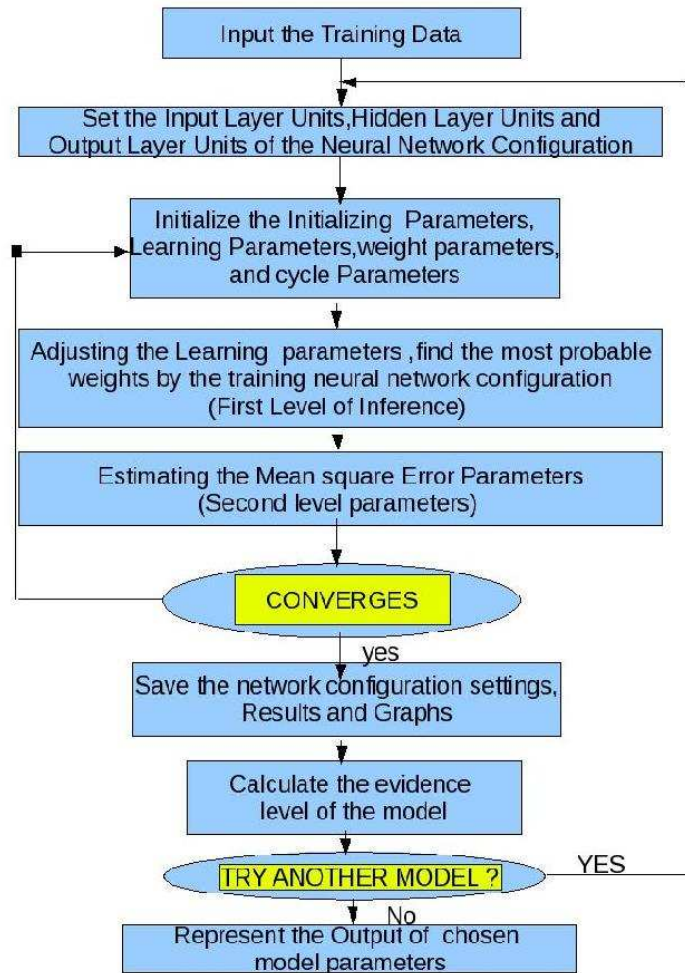 Input the Training Data
Set the Input Layer Units,Hidden Layer Units and
Output Layer Units of the Neural Network Configuration
Initialize the Initializing Parameters,
Learning Parameters,weight parameters,
and cycle Parameters
Adjusting the Learning parameters ,find the most probable
weights by the training neural network configuration
(First Level of Inference)
Estimating the Mean square Error Parameters
(Second level parameters)
CONVERGES
yes
Save the network configuration settings,
Results and Graphs
Calculate the evidence
level of the model
TRY ANOTHER MODEL ?
YES
No
Represent the Output of chosen
model parameters